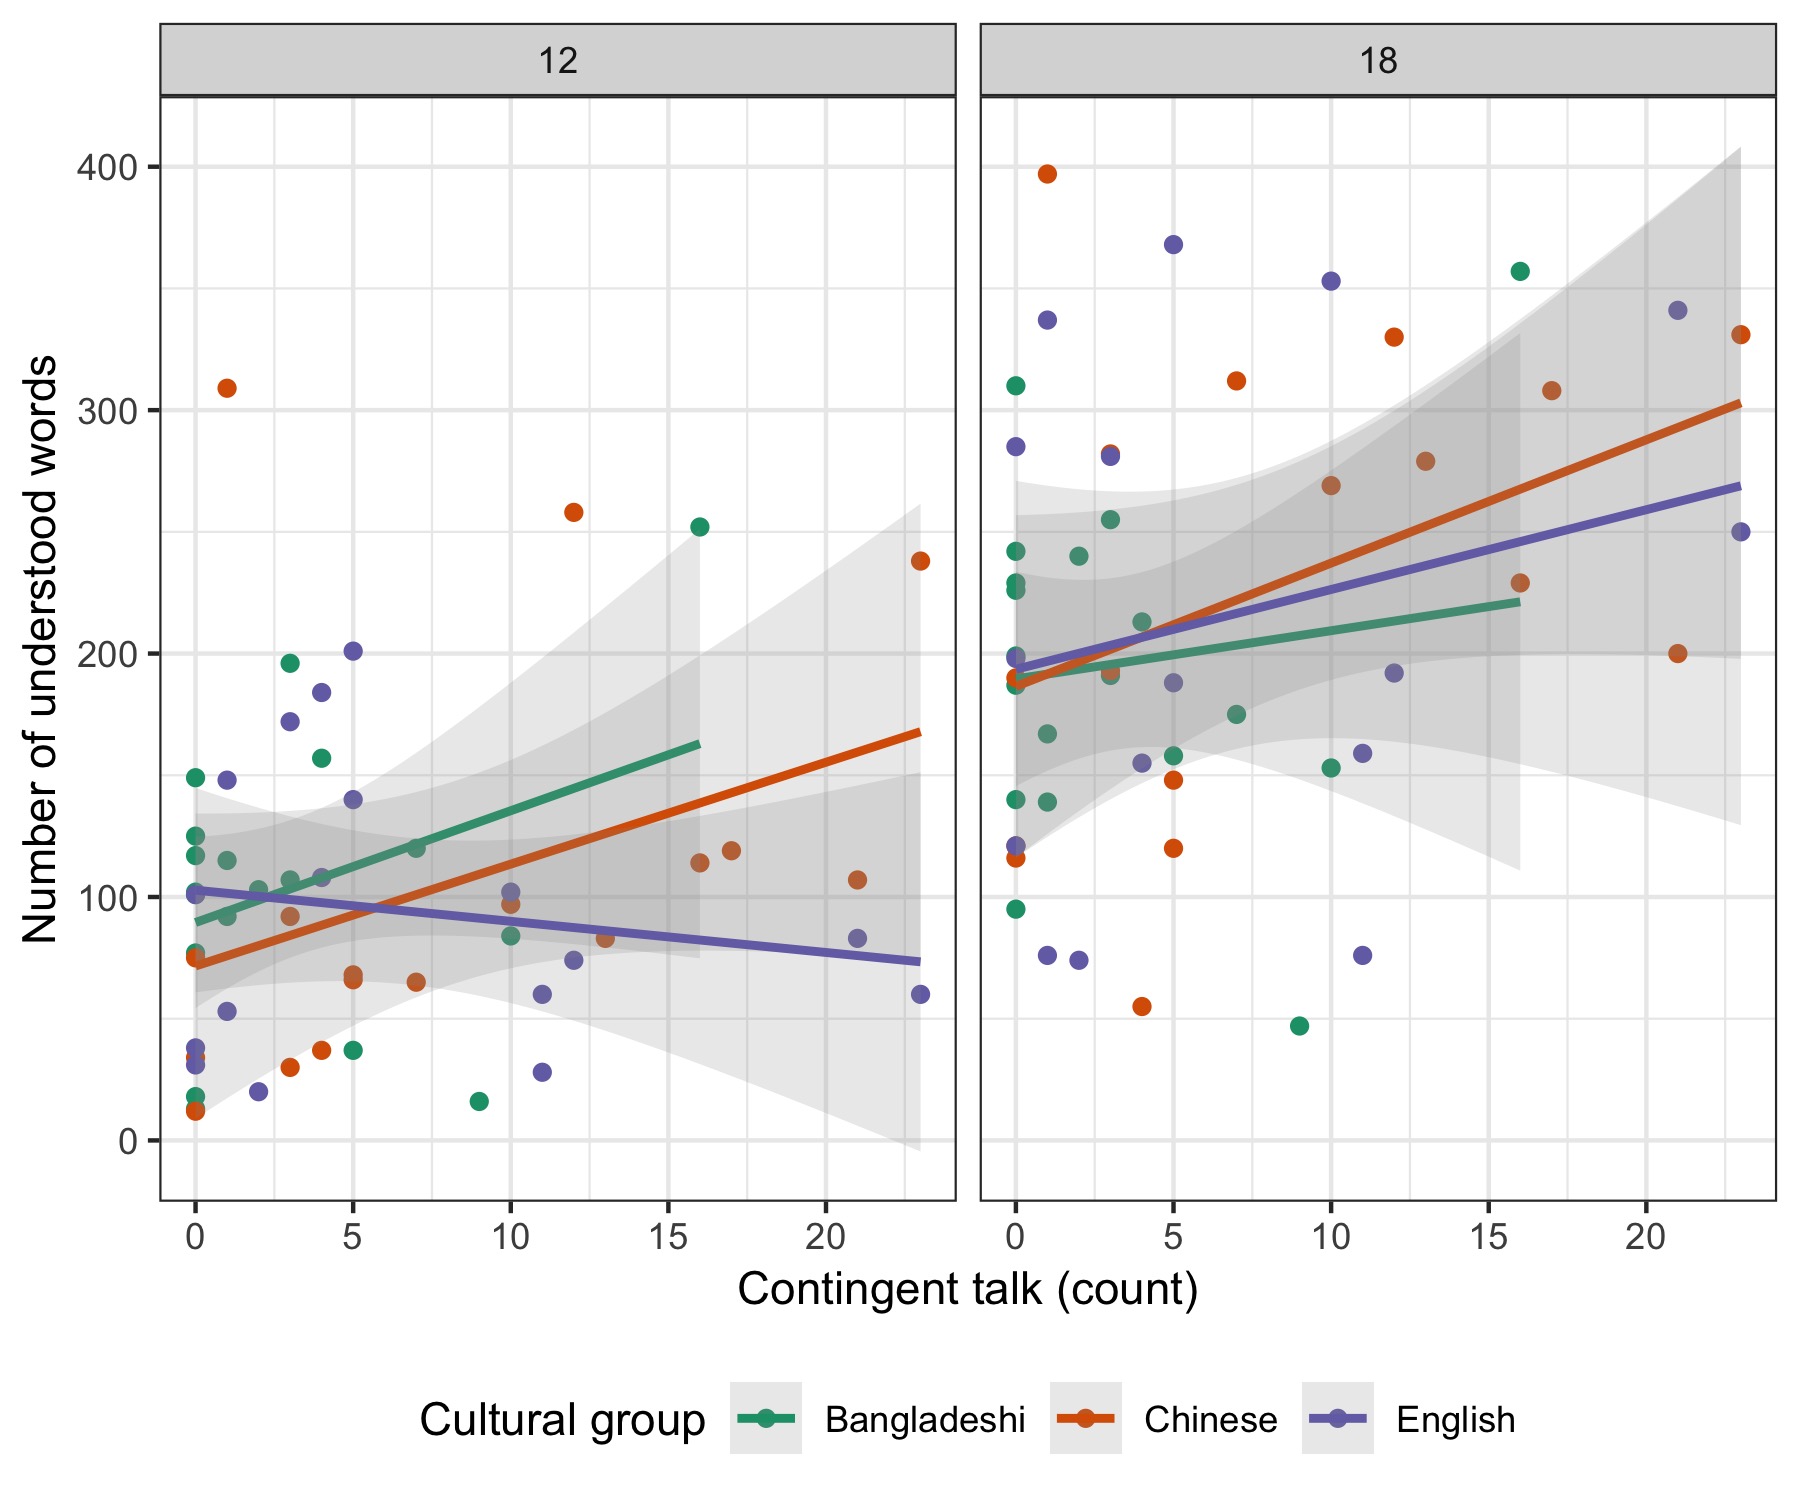 12 18
400
300
200
100
0
Number of understood words
0 5 10 15 20 0 5 10 15 20
Contingent talk (count)
Cultural group Bangladeshi Chinese English